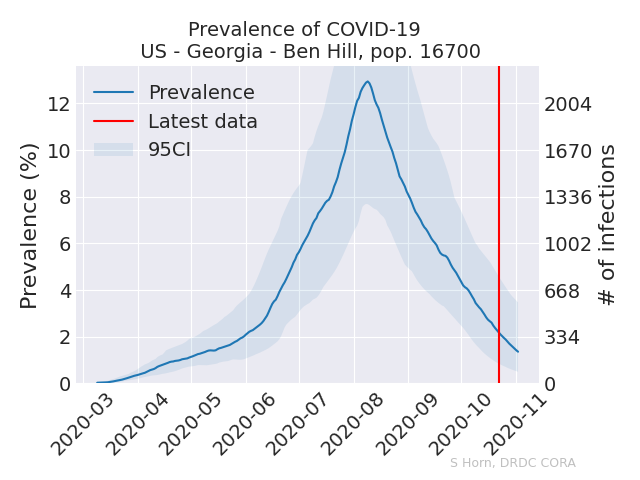 Prevalence of COVID-19
US - Georgia - Ben Hill, pop. 16700
Prevalence
Latest data
95CI
Prevalence (%)
12
10
8
6
4
2
0
2004
1670
1336
1002
668
334
0
# of infections
2020-03
2020-04
2020-05
2020-06
2020-07
2020-08
2020-09
2020-10
2020-11
S Horn, DRDC CORA